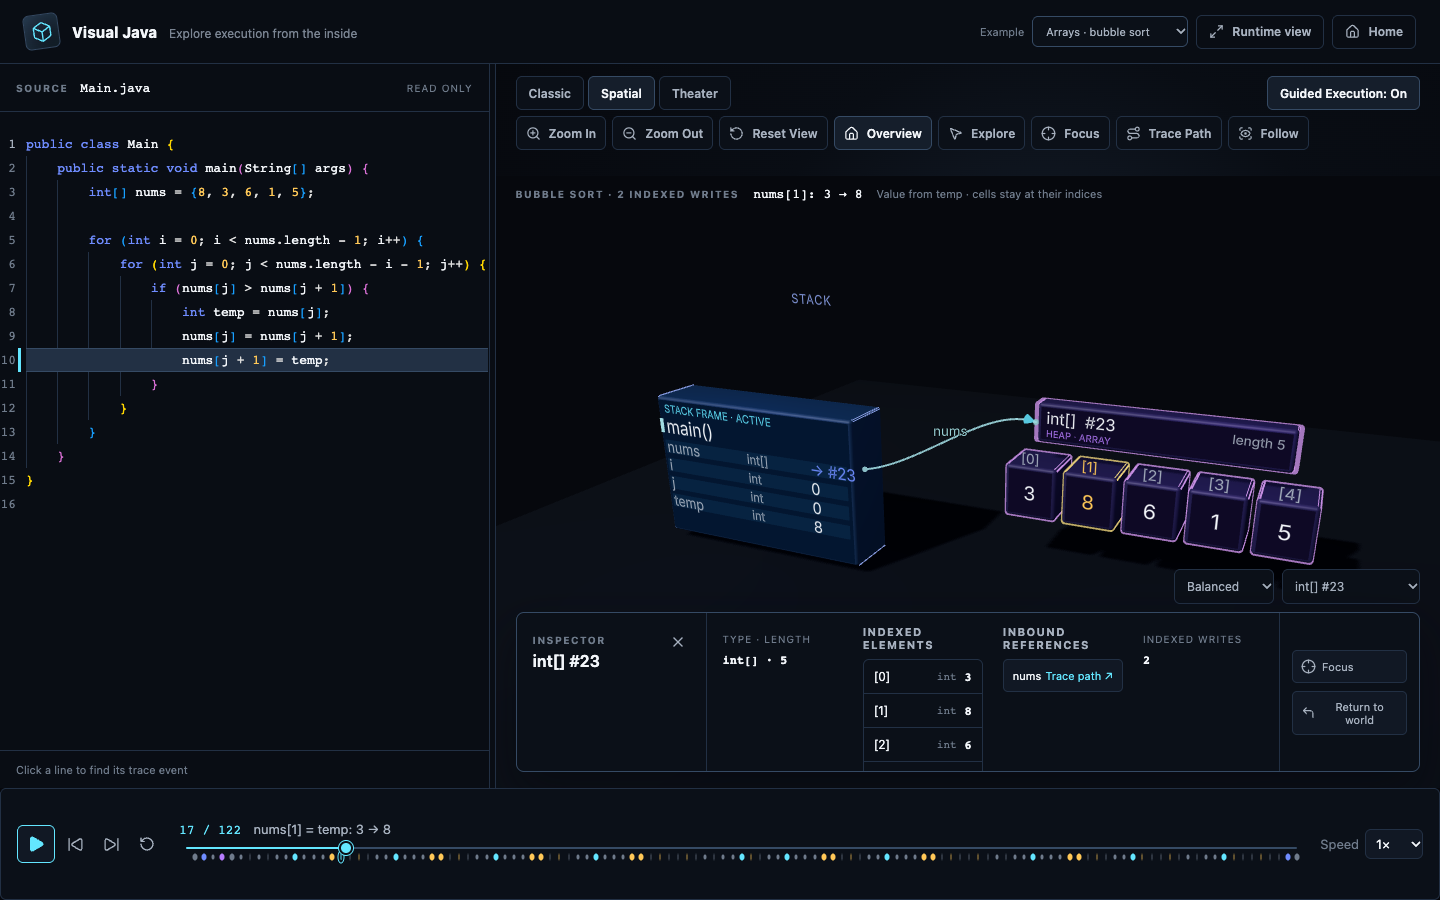 Visual Java Explore execution from the inside
Example Arrays · bubble sort Runtime view Home
SOURCE Main.java READ ONLY
1 public class Main {
2 public static void main(String[] args) {
3 int[] nums = {8, 3, 6, 1, 5};
4
5 for (int i = 0; i < nums.length - 1; i++) {
6 for (int j = 0; j < nums.length - i - 1; j++) {
7 if (nums[j] > nums[j + 1]) {
8 int temp = nums[j];
9 nums[j] = nums[j + 1];
10 nums[j + 1] = temp;
11 }
12 }
13 }
14 }
15 }
16
Click a line to find its trace event
Classic Spatial Theater Guided Execution: On
Zoom In Zoom Out Reset View Overview Explore Focus Trace Path Follow
BUBBLE SORT · 2 INDEXED WRITES nums[1]: 3 → 8 Value from temp · cells stay at their indices
STACK
STACK FRAME · ACTIVE
main()
nums int[] → #23
i int 0
j int 0
temp int 8
nums
int[] #23
HEAP · ARRAY
length 5
[0] [1] [2] [3] [4]
3 8 6 1 5
Balanced int[] #23
INSPECTOR
int[] #23
TYPE · LENGTH
int[] · 5
INDEXED ELEMENTS
[0] int 3
[1] int 8
[2] int 6
INBOUND REFERENCES
nums Trace path ↗
INDEXED WRITES
2
Focus
Return to world
17 / 122 nums[1] = temp: 3 → 8
Speed 1×